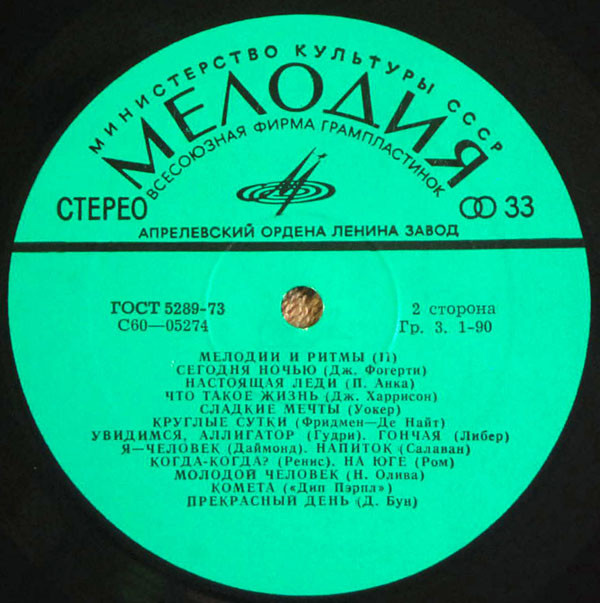 МИНИСТЕРСТВО КУЛЬТУРЫ СССР
МЕЛОДИЯ
ВСЕСОЮЗНАЯ ФИРМА ГРАМПЛАСТИНОК
СТЕРЕО
33
АПРЕЛЕВСКИЙ ОРДЕНА ЛЕНИНА ЗАВОД
ГОСТ 5289-73
С60—05274
2 сторона
Гр. 3. 1-90
МЕЛОДИИ И РИТМЫ (II)
СЕГОДНЯ НОЧЬЮ (Дж. Фогерти)
НАСТОЯЩАЯ ЛЕДИ (П. Анка)
ЧТО ТАКОЕ ЖИЗНЬ (Дж. Харрисон)
СЛАДКИЕ МЕЧТЫ (Уокер)
КРУГЛЫЕ СУТКИ (Фридмен—Де Найт)
УВИДИМСЯ, АЛЛИГАТОР (Гудри). ГОНЧАЯ (Либер)
Я—ЧЕЛОВЕК (Даймонд). НАПИТОК (Салаван)
КОГДА-КОГДА? (Ренис). НА ЮГЕ (Ром)
МОЛОДОЙ ЧЕЛОВЕК (Н. Олива)
КОМЕТА («Дип Пэрпл»)
ПРЕКРАСНЫЙ ДЕНЬ (Д. Бун)